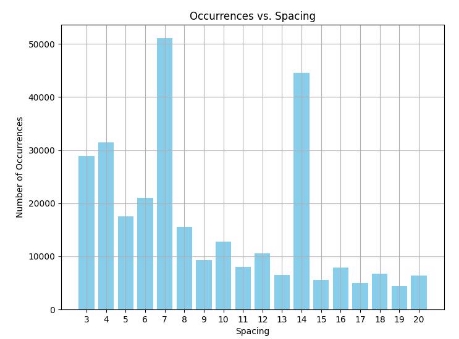 Occurrences vs. Spacing
50000
40000
30000
20000
10000
0
Number of Occurrences
3 4 5 6 7 8 9 10 11 12 13 14 15 16 17 18 19 20
Spacing